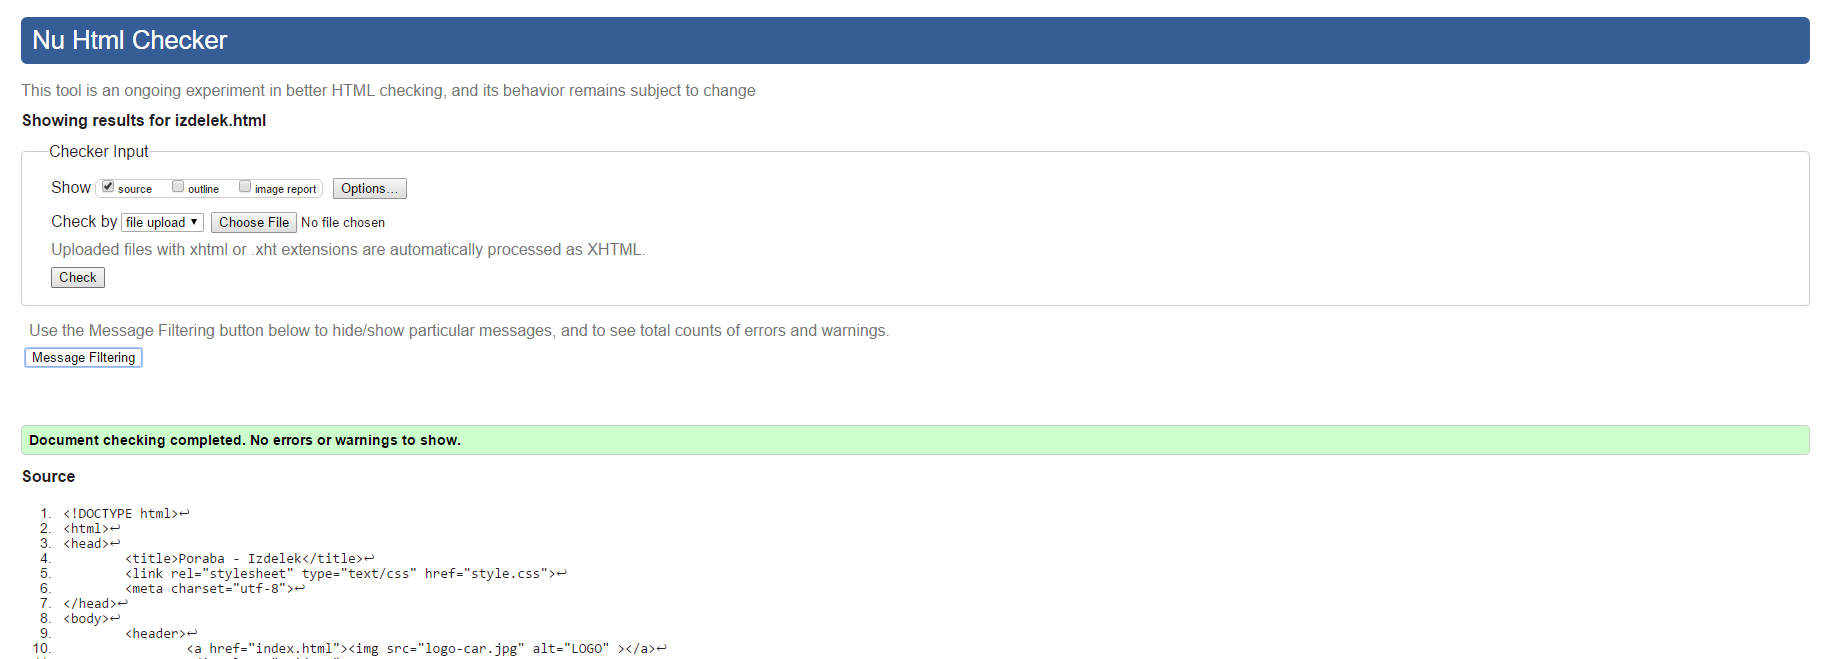 Nu Html Checker
This tool is an ongoing experiment in better HTML checking, and its behavior remains subject to change
Showing results for izdelek.html
Checker Input
Show source outline image report Options...
Check by file upload Choose File No file chosen
Uploaded files with xhtml or .xht extensions are automatically processed as XHTML.
Check
Use the Message Filtering button below to hide/show particular messages, and to see total counts of errors and warnings.
Message Filtering
Document checking completed. No errors or warnings to show.
Source
1. <!DOCTYPE html>↩
2. <html>↩
3. <head>↩
4. <title>Poraba - Izdelek</title>↩
5. <link rel="stylesheet" type="text/css" href="style.css">↩
6. <meta charset="utf-8">↩
7. </head>↩
8. <body>↩
9. <header>↩
10. <a href="index.html"><img src="logo-car.jpg" alt="LOGO" ></a>↩